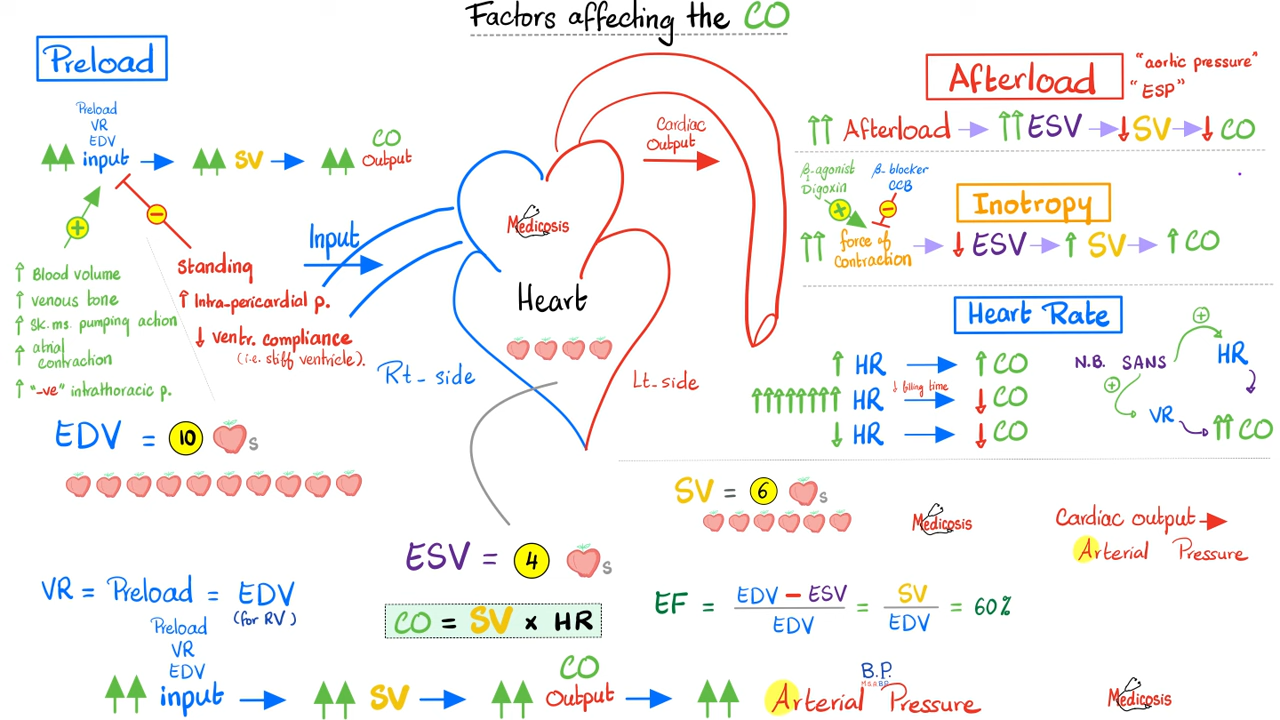 Factors affecting the CO
Preload
Preload
VR
EDV
input
SV
CO
Output
+
−
↑ Blood volume
↑ venous tone
↑ Sk.ms. pumping action
↑ atrial
contraction
↑ "-ve" intrathoracic p.
Standing
↑ Intra-pericardial p.
↓ ventr. compliance
(i.e. stiff ventricle).
Input
Medicosis
Heart
Rt_ side
Lt_side
Cardiac
Output
Afterload
"aortic pressure"
"ESP"
↑↑ Afterload → ↑↑ ESV → ↓ SV → ↓ CO
β₁-agonist
Digoxin
β-blocker
CCB
+
−
Inotropy
↑↑ force of
contraction → ↓ ESV → ↑ SV → ↑ CO
Heart Rate
↑ HR → ↑ CO
↓ filling time
↑↑↑↑↑↑↑↑ HR → ↓ CO
↓ HR → ↓ CO
N.B. SANS
+
HR
+
VR
↑↑ CO
EDV = 10 s
SV = 6 s
Medicosis
Cardiac output →
Arterial Pressure
ESV = 4 s
VR = Preload = EDV
(for RV)
CO = SV x HR
EF = EDV − ESV / EDV = SV / EDV = 60%
Preload
VR
EDV
input → SV → CO
Output → Arterial Pressure
B.P.
MSABP
Medicosis